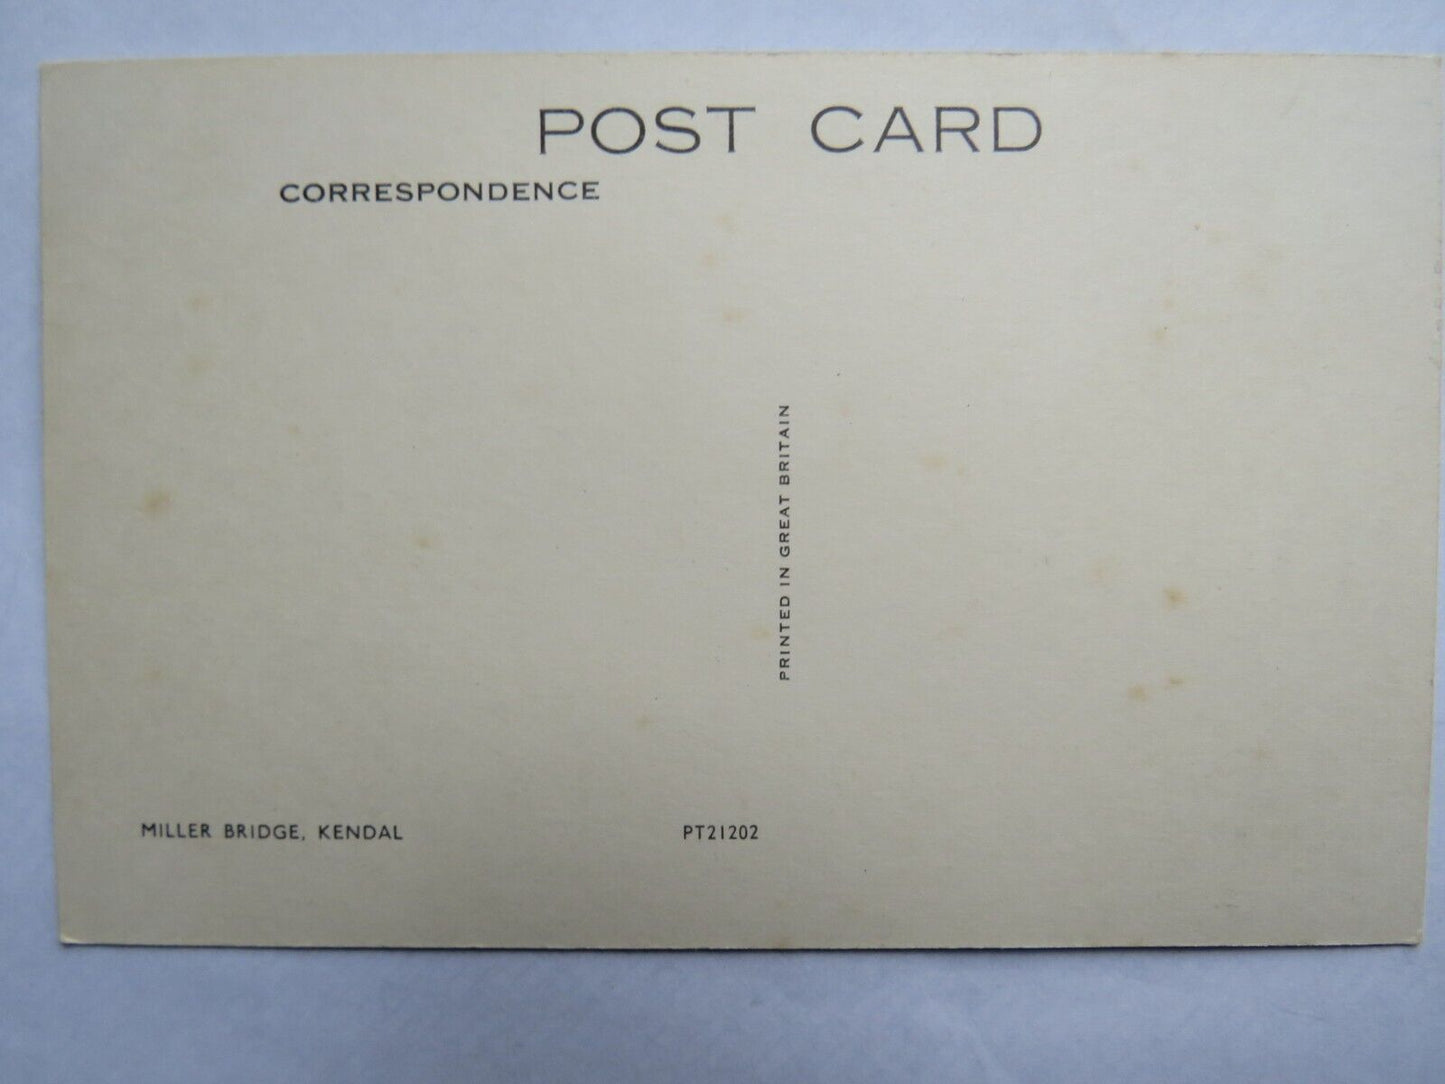 POST CARD
CORRESPONDENCE
PRINTED IN GREAT BRITAIN
MILLER BRIDGE, KENDAL
PT21202